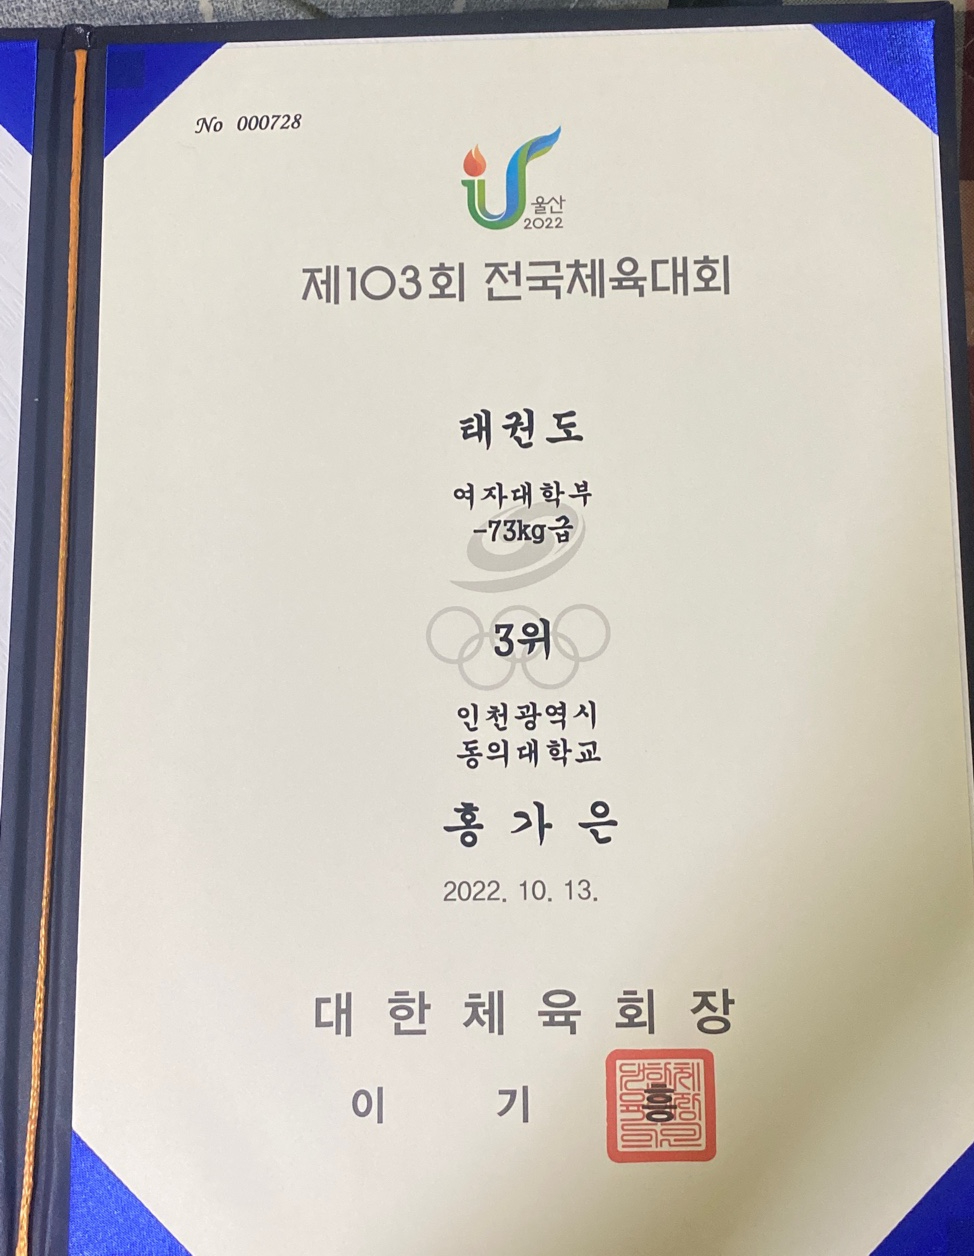 No 000728
울산
2022
제103회 전국체육대회
태권도
여자대학부
-73kg급
3위
인천광역시
동의대학교
홍가은
2022. 10. 13.
대한체육회장
이기흥